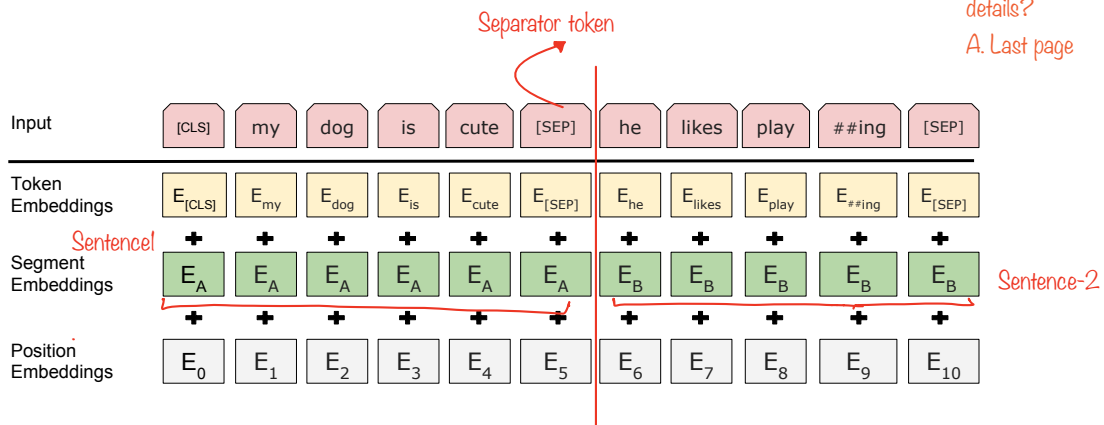 details?
A. Last page
Separator token
Input [CLS] my dog is cute [SEP] he likes play ##ing [SEP]
Token Embeddings E[CLS] Emy Edog Eis Ecute E[SEP] Ehe Elikes Eplay E##ing E[SEP]
Sentence1
Segment Embeddings EA EA EA EA EA EA EB EB EB EB EB
Sentence-2
Position Embeddings E0 E1 E2 E3 E4 E5 E6 E7 E8 E9 E10